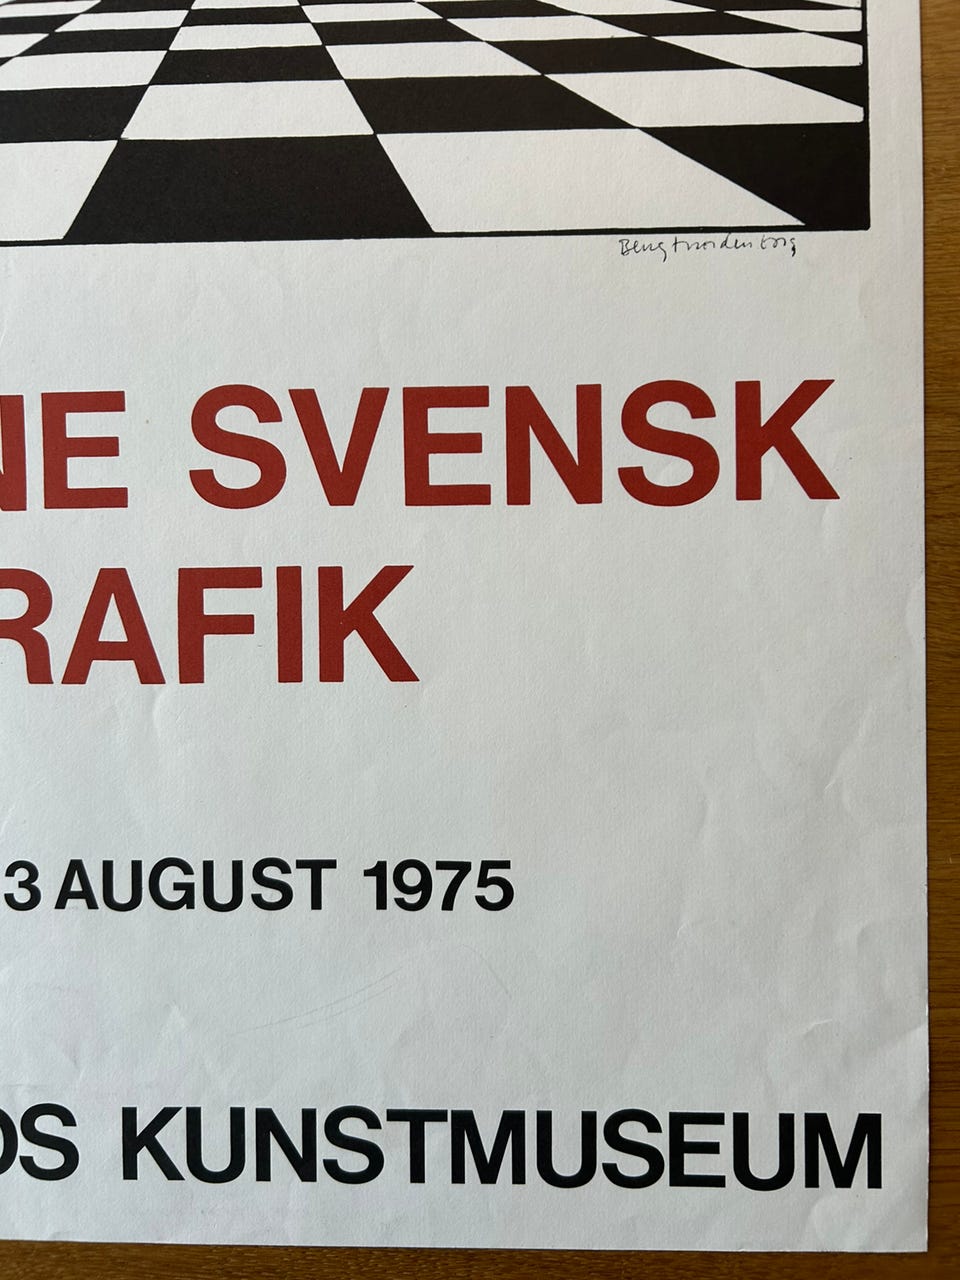 Bengt Nordenborg
NE SVENSK
RAFIK
3 AUGUST 1975
OS KUNSTMUSEUM